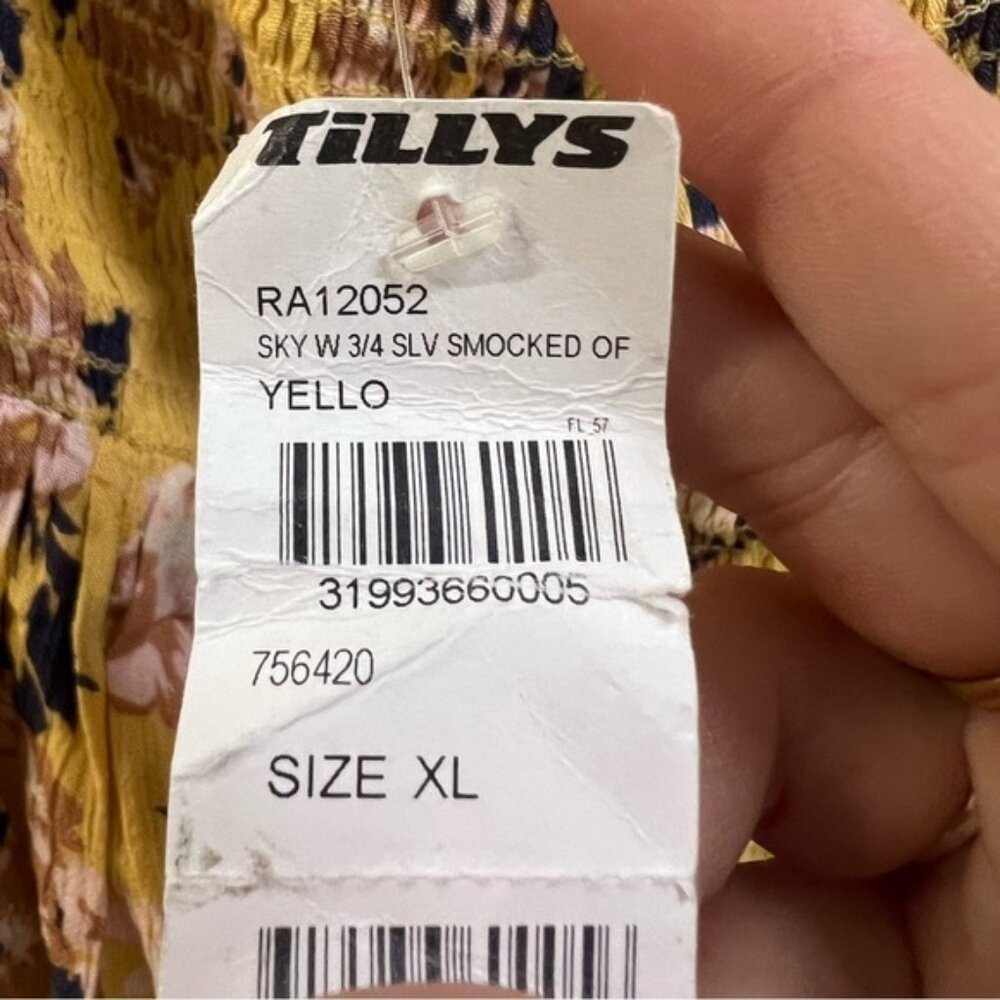 TiLLYS
RA12052
SKY W 3/4 SLV SMOCKED OF
YELLO
FL_57
31993660005
756420
SIZE XL